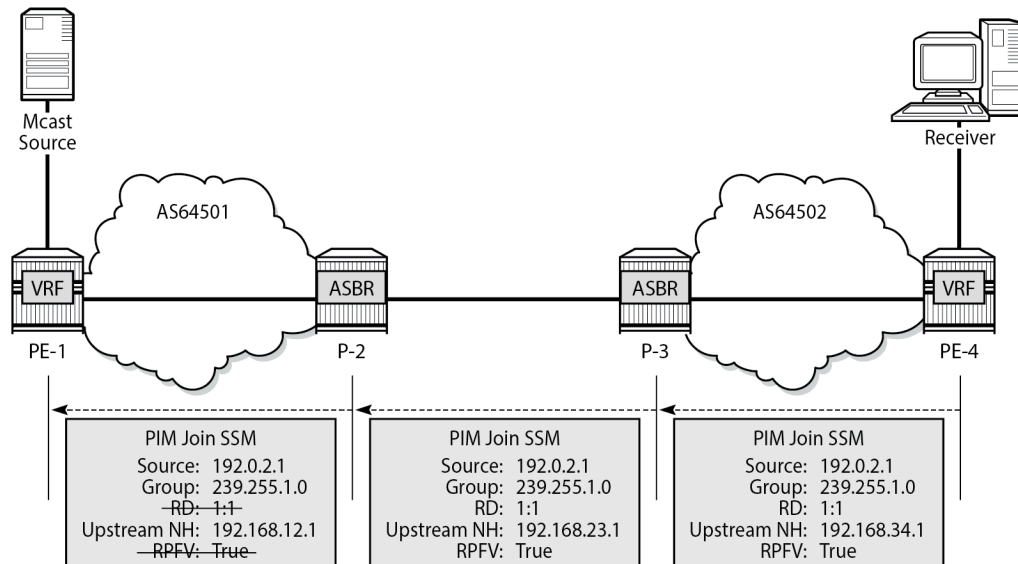 Mcast
Source
Receiver
AS64501
AS64502
VRF
ASBR
ASBR
VRF
PE-1
P-2
P-3
PE-4
PIM Join SSM
Source: 192.0.2.1
Group: 239.255.1.0
RD: 1:1
Upstream NH: 192.168.12.1
RPFV: True
PIM Join SSM
Source: 192.0.2.1
Group: 239.255.1.0
RD: 1:1
Upstream NH: 192.168.23.1
RPFV: True
PIM Join SSM
Source: 192.0.2.1
Group: 239.255.1.0
RD: 1:1
Upstream NH: 192.168.34.1
RPFV: True